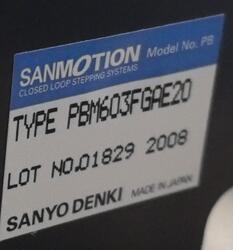 SANMOTION Model No. PB
CLOSED LOOP STEPPING SYSTEMS
TYPE PBM603FGAE20
LOT NO.01829 2008
SANYO DENKI MADE IN JAPAN